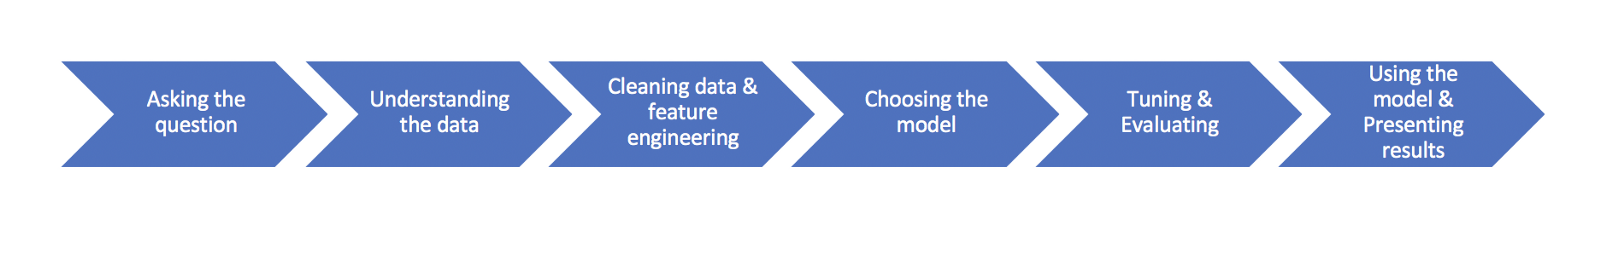 Asking the
question
Understanding
the data
Cleaning data &
feature
engineering
Choosing the
model
Tuning &
Evaluating
Using the
model &
Presenting
results